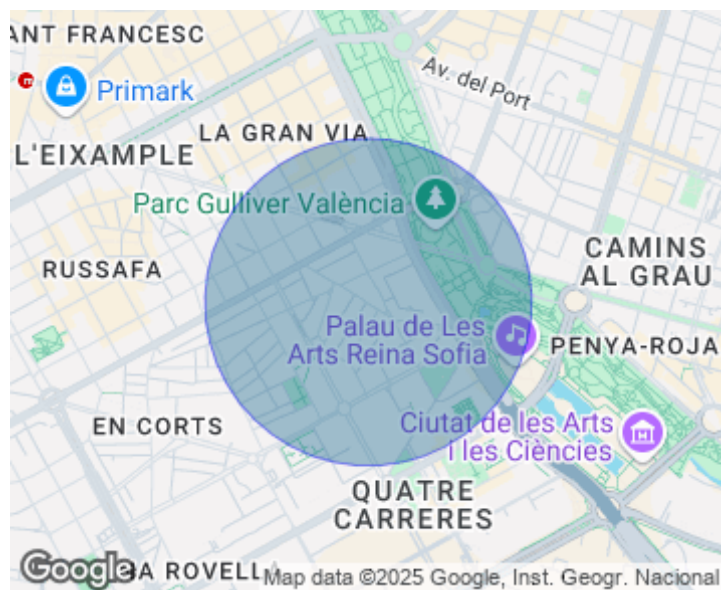 ANT FRANCESC
Av. del Port
m
Primark
LA GRAN VIA
L'EIXAMPLE
Parc Gulliver València
CAMINS
AL GRAU
RUSSAFA
Palau de Les
Arts Reina Sofia
PENYA-ROJA
EN CORTS
Ciutat de les Arts
i les Ciències
QUATRE
CARRERES
Google
BA ROVELL
Map data ©2025 Google, Inst. Geogr. Nacional